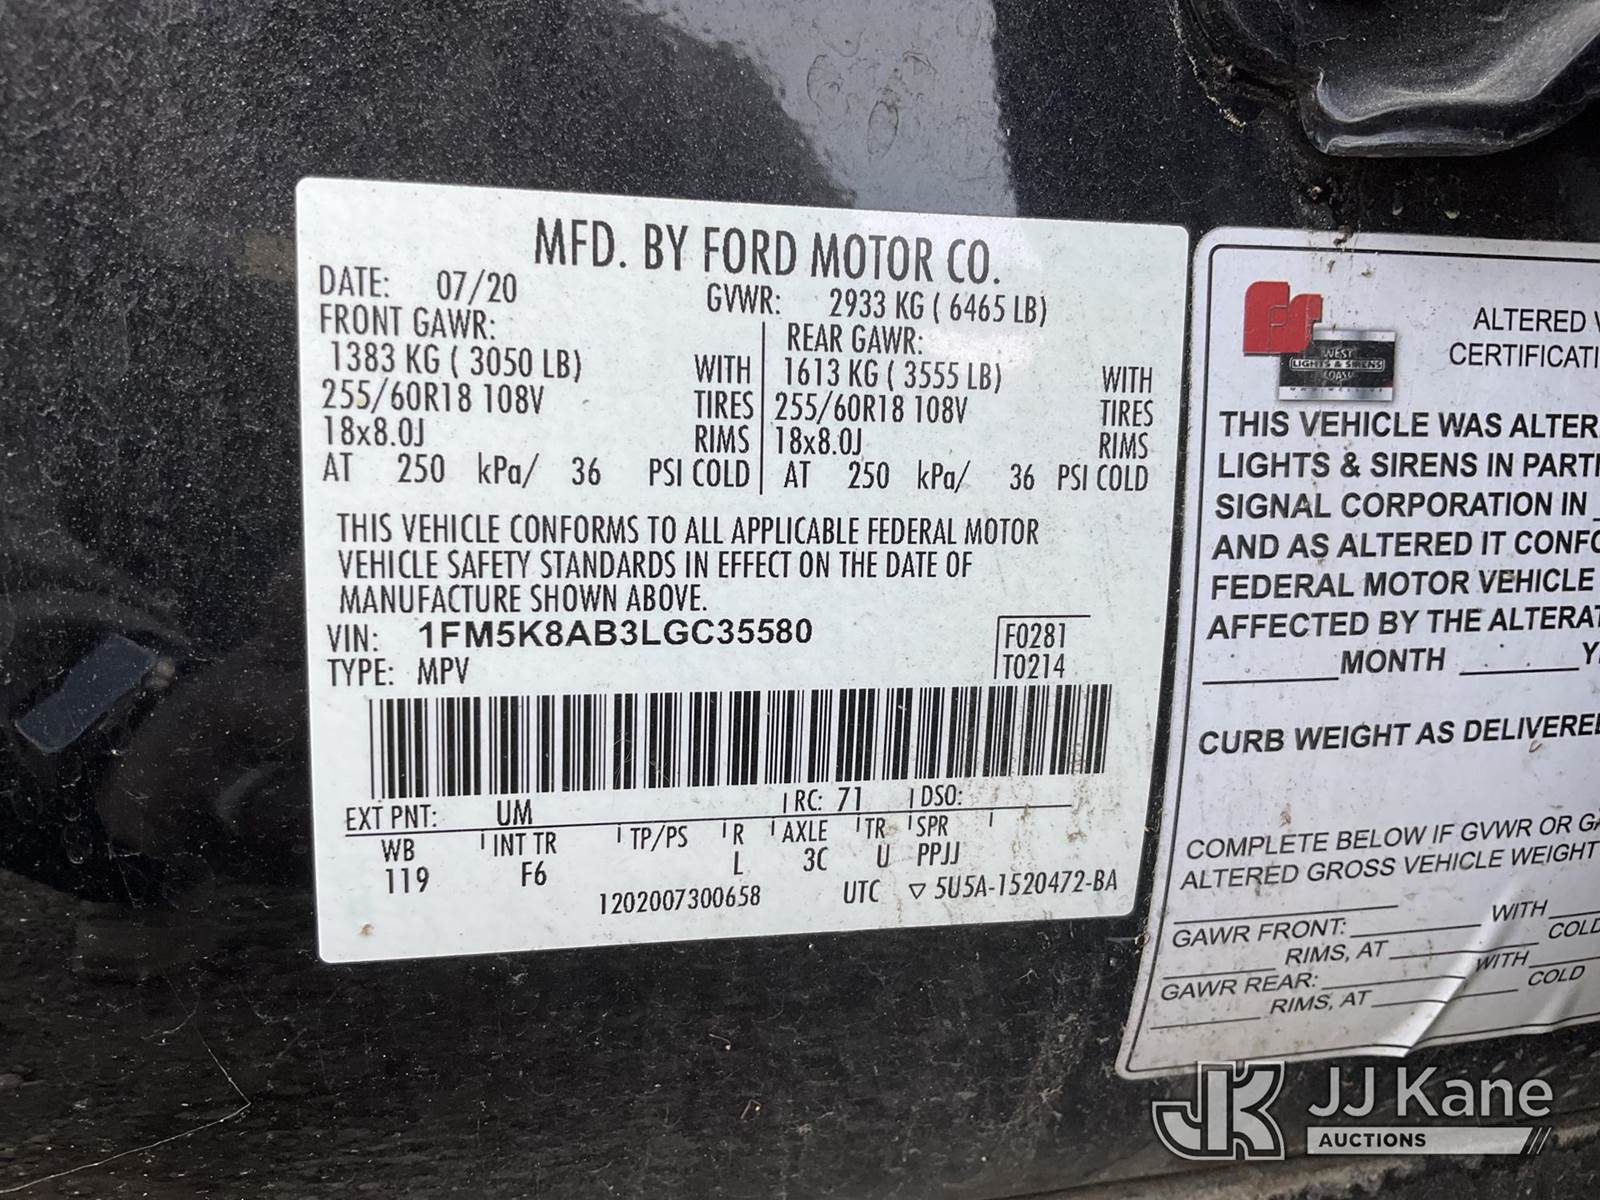 MFD. BY FORD MOTOR CO.
DATE: 07/20
GVWR: 2933 KG ( 6465 LB)
FRONT GAWR:
1383 KG ( 3050 LB) WITH
255/60R18 108V TIRES
18x8.0J RIMS
AT 250 kPa/ 36 PSI COLD
REAR GAWR:
1613 KG ( 3555 LB) WITH
255/60R18 108V TIRES
18x8.0J RIMS
AT 250 kPa/ 36 PSI COLD
THIS VEHICLE CONFORMS TO ALL APPLICABLE FEDERAL MOTOR
VEHICLE SAFETY STANDARDS IN EFFECT ON THE DATE OF
MANUFACTURE SHOWN ABOVE.
VIN: 1FM5K8AB3LGC35580
TYPE: MPV
F0281
T0214
EXT PNT: UM RC: 71 DSO:
WB INT TR TP/PS R AXLE TR SPR
119 F6 L 3C U PPJJ
1202007300658 UTC ▽ 5U5A-1520472-BA
WEST
LIGHTS & SIRENS
COAST
ALTERED V
CERTIFICATI
THIS VEHICLE WAS ALTER
LIGHTS & SIRENS IN PART
SIGNAL CORPORATION IN
AND AS ALTERED IT CONFO
FEDERAL MOTOR VEHICLE
AFFECTED BY THE ALTERAT
MONTH Y
CURB WEIGHT AS DELIVERED
COMPLETE BELOW IF GVWR OR GA
ALTERED GROSS VEHICLE WEIGHT
GAWR FRONT: WITH
RIMS, AT COLD
GAWR REAR: WITH
RIMS, AT COLD
JK JJ Kane
AUCTIONS